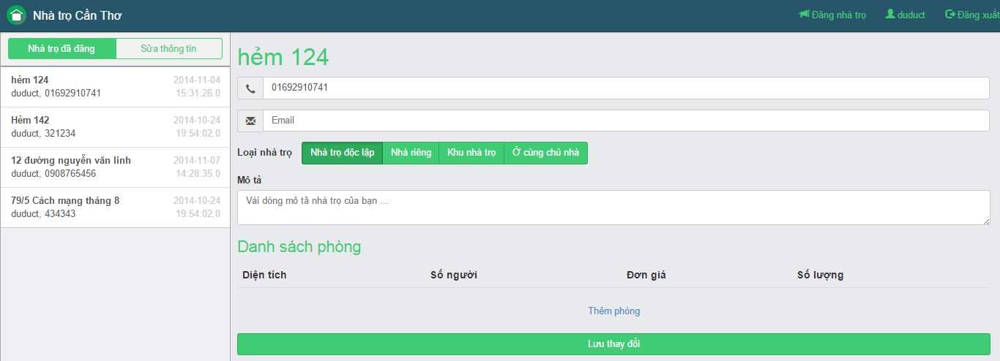 Nhà trọ Cần Thơ
Đăng nhà trọ duduct Đăng xuất
Nhà trọ đã đăng Sửa thông tin
hẻm 124 2014-11-04
duduct, 01692910741 15:31:26.0
Hẻm 142 2014-10-24
duduct, 321234 19:54:02.0
12 đường nguyễn văn linh 2014-11-07
duduct, 0908765456 14:28:35.0
79/5 Cách mạng tháng 8 2014-10-24
duduct, 434343 19:54:02.0
hẻm 124
01692910741
Email
Loại nhà trọ Nhà trọ độc lập Nhà riêng Khu nhà trọ Ở cùng chủ nhà
Mô tả
Vài dòng mô tã nhà trọ của bạn ...
Danh sách phòng
Diện tích Số người Đơn giá Số lượng
Thêm phòng
Lưu thay đổi